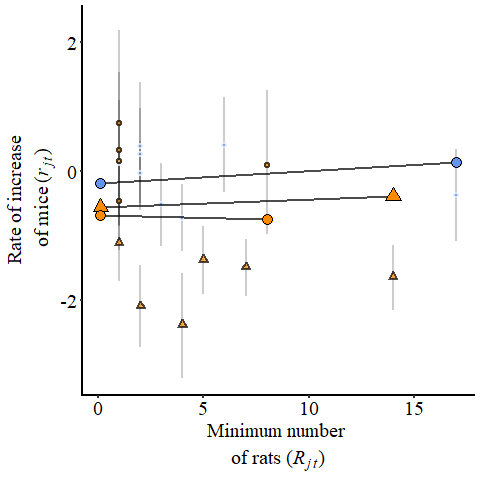 2
0
-2
Rate of increase
of mice (r_jt)
0
5
10
15
Minimum number
of rats (R_jt)